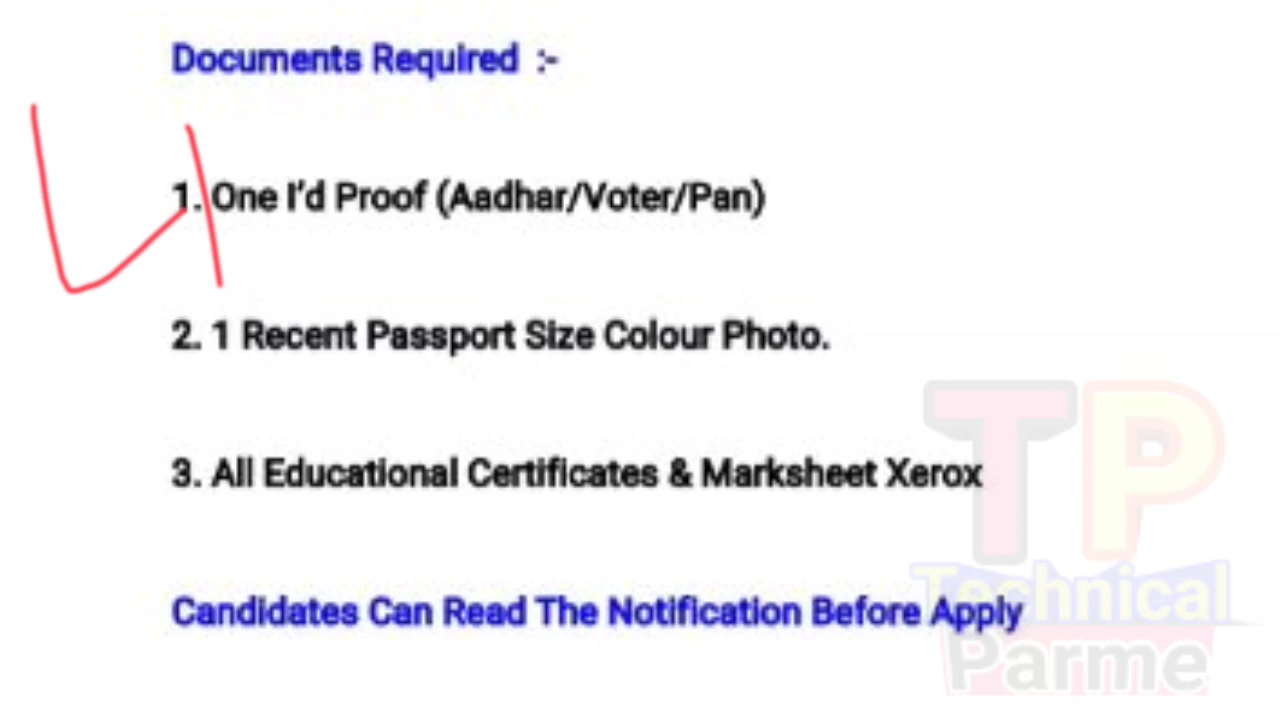 Documents Required :-
1. One I'd Proof (Aadhar/Voter/Pan)
2. 1 Recent Passport Size Colour Photo.
3. All Educational Certificates & Marksheet Xerox
Candidates Can Read The Notification Before Apply
TP
Technical
Parme